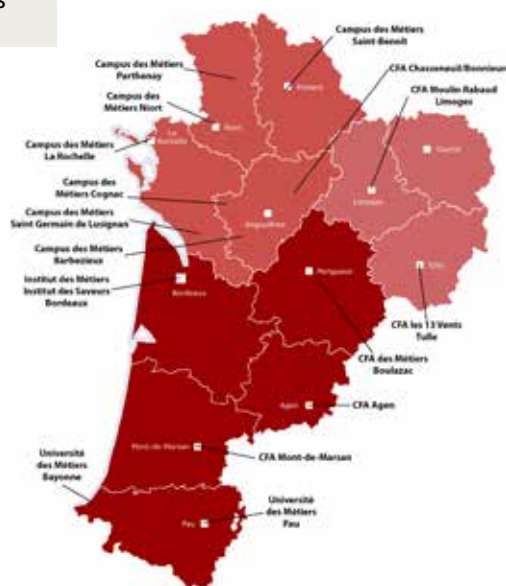 s
Campus des Métiers
Saint-Benoit
Campus des Métiers
Parthenay
CFA Chasseneuil/Bonnieure
Campus des
Métiers Niort
CFA Moulin Rabaud
Limoges
Poitiers
Niort
Guéret
La
Rochelle
Campus des Métiers
La Rochelle
Campus des
Métiers Cognac
Limoges
Angoulême
Campus des Métiers
Saint Germain de Lusignan
Campus des Métiers
Barbezieux
Institut des Métiers
Institut des Saveurs
Bordeaux
Bordeaux
Périgueux
Tulle
CFA les 13 Vents
Tulle
CFA des Métiers
Boulazac
Agen
CFA Agen
Mont-de-Marsan
CFA Mont-de-Marsan
Université
des Métiers
Bayonne
Pau
Université
des Métiers
Pau